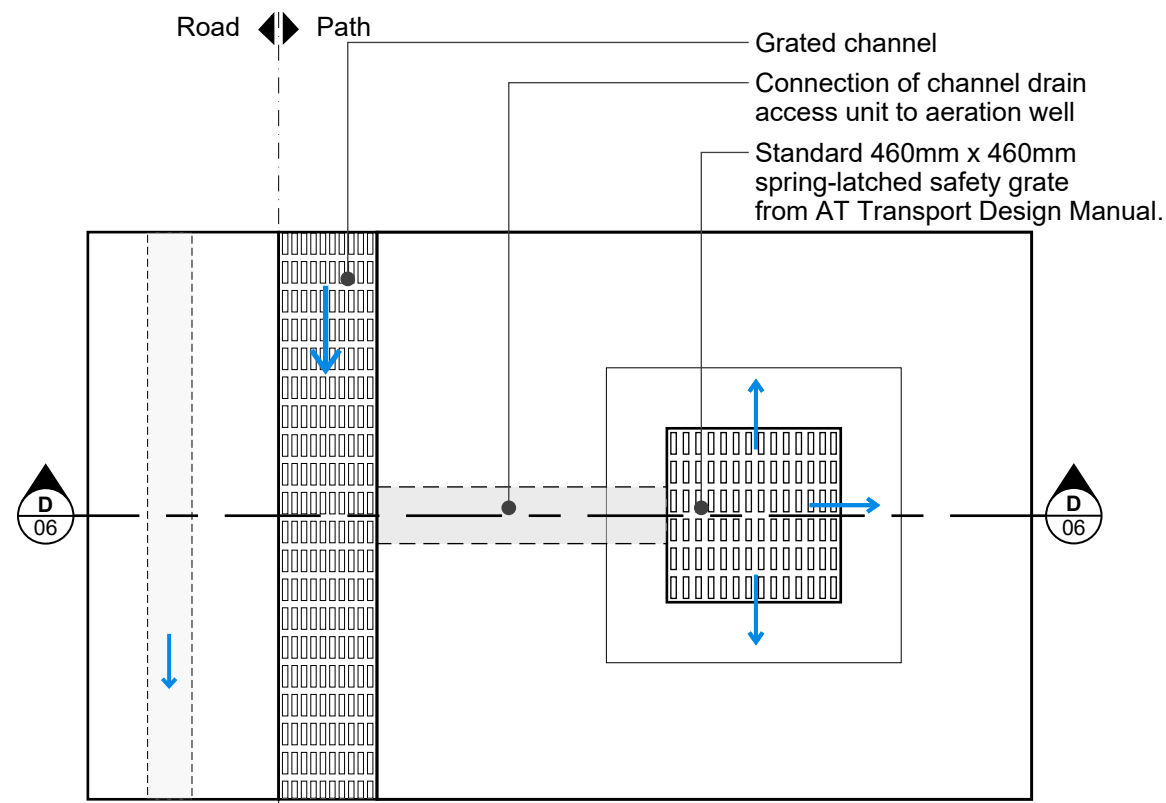 Road
Path
Grated channel
Connection of channel drain
access unit to aeration well
Standard 460mm x 460mm
spring-latched safety grate
from AT Transport Design Manual.
D
06
D
06